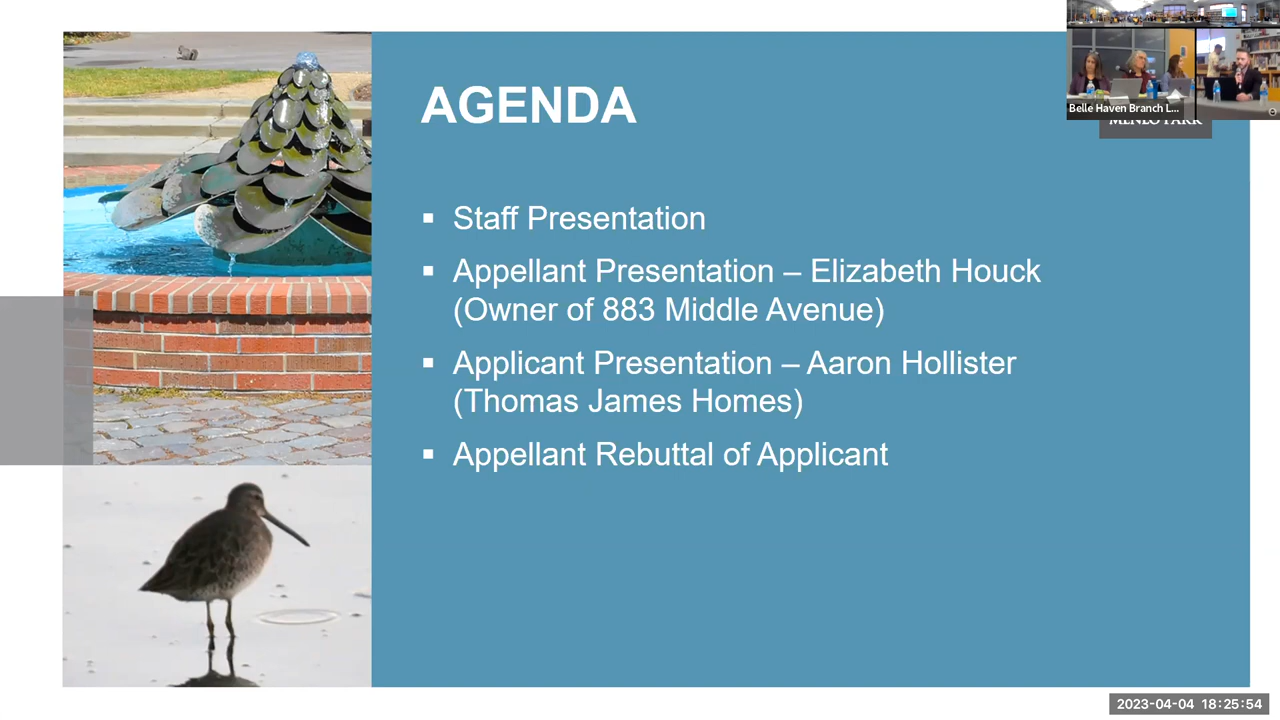 AGENDA
Belle Haven Branch L...
MENLO PARK
▪ Staff Presentation
▪ Appellant Presentation – Elizabeth Houck
(Owner of 883 Middle Avenue)
▪ Applicant Presentation – Aaron Hollister
(Thomas James Homes)
▪ Appellant Rebuttal of Applicant
2023-04-04 18:25:54